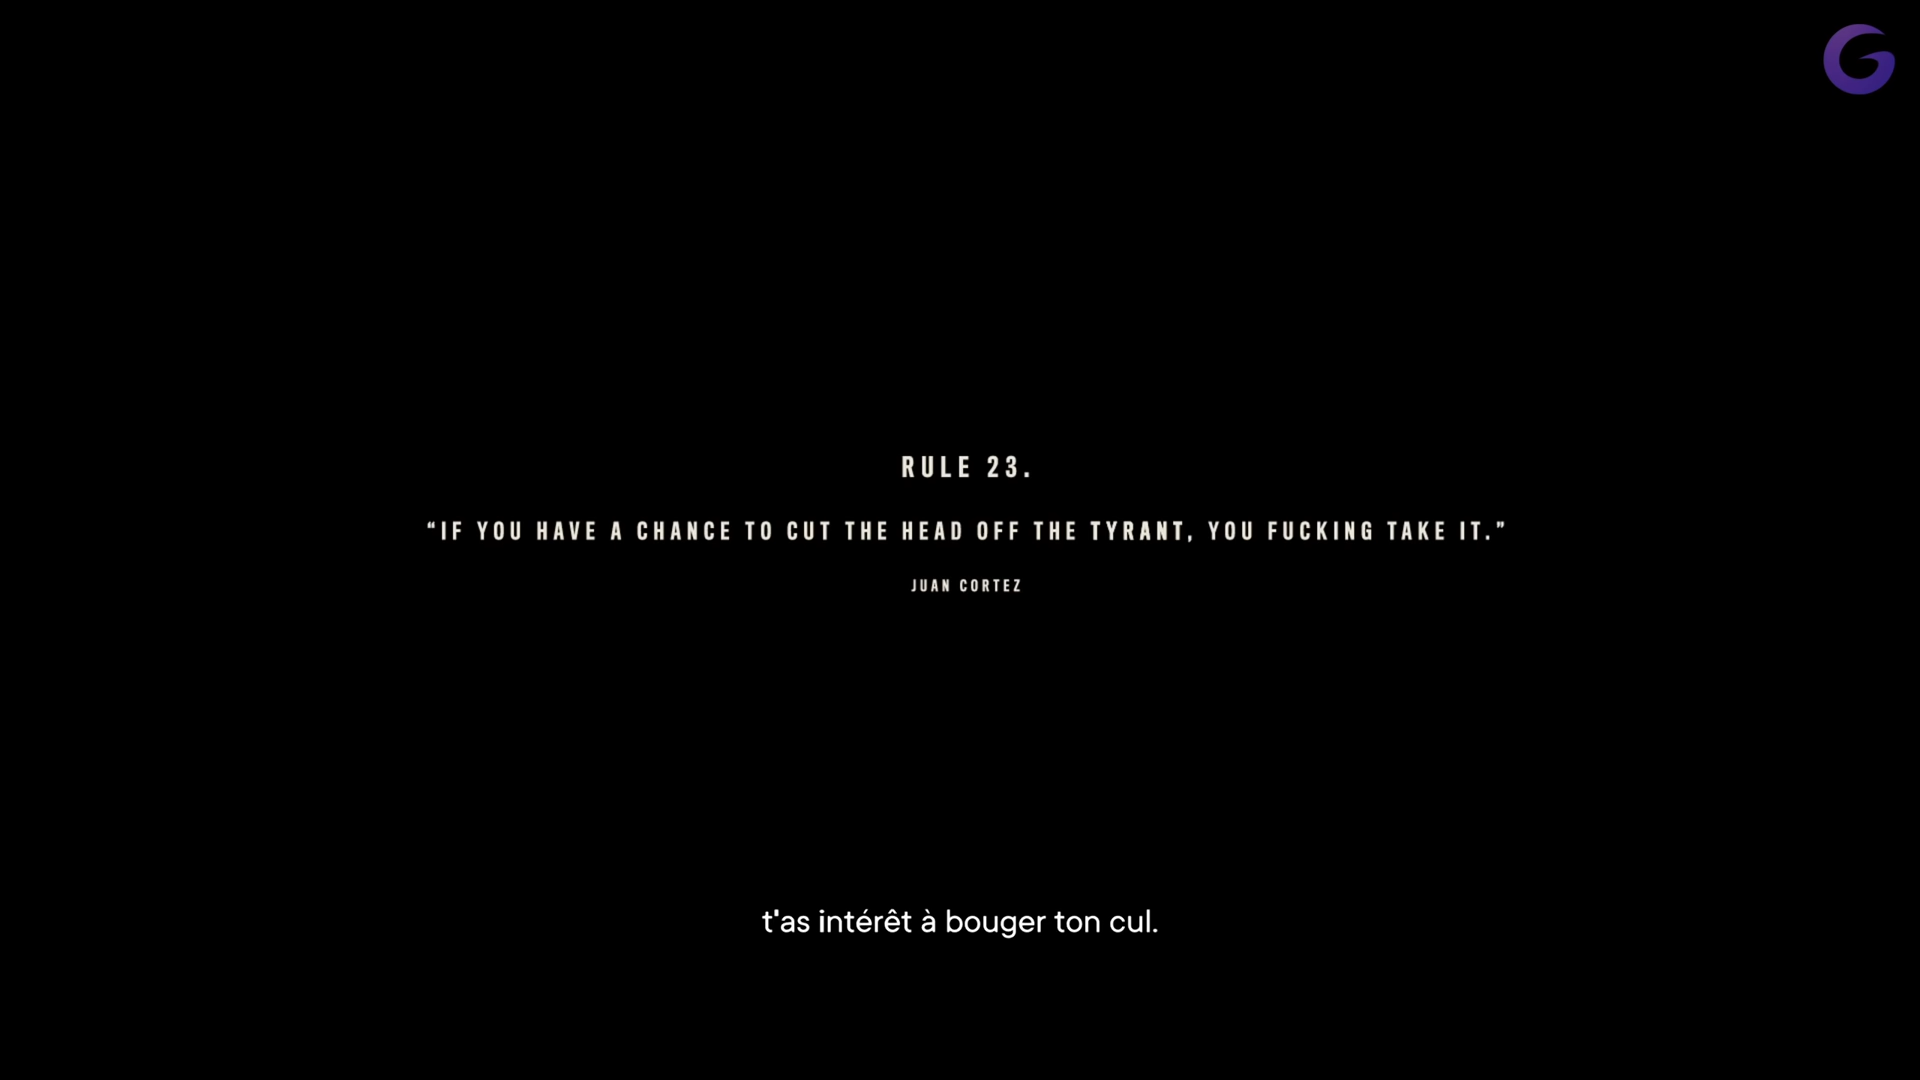 RULE 23.
“IF YOU HAVE A CHANCE TO CUT THE HEAD OFF THE TYRANT, YOU FUCKING TAKE IT.”
JUAN CORTEZ
t'as intérêt à bouger ton cul.